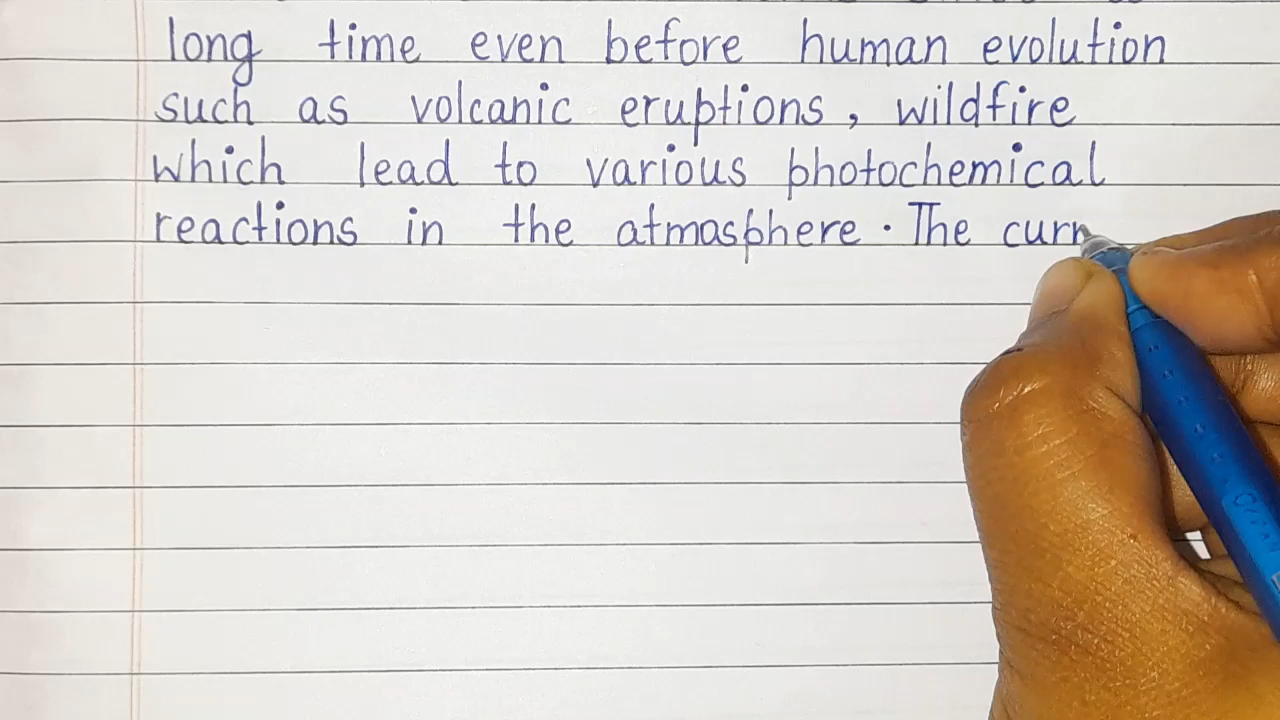 long time even before human evolution
such as volcanic eruptions, wildfire
which lead to various photochemical
reactions in the atmasphere. The curr